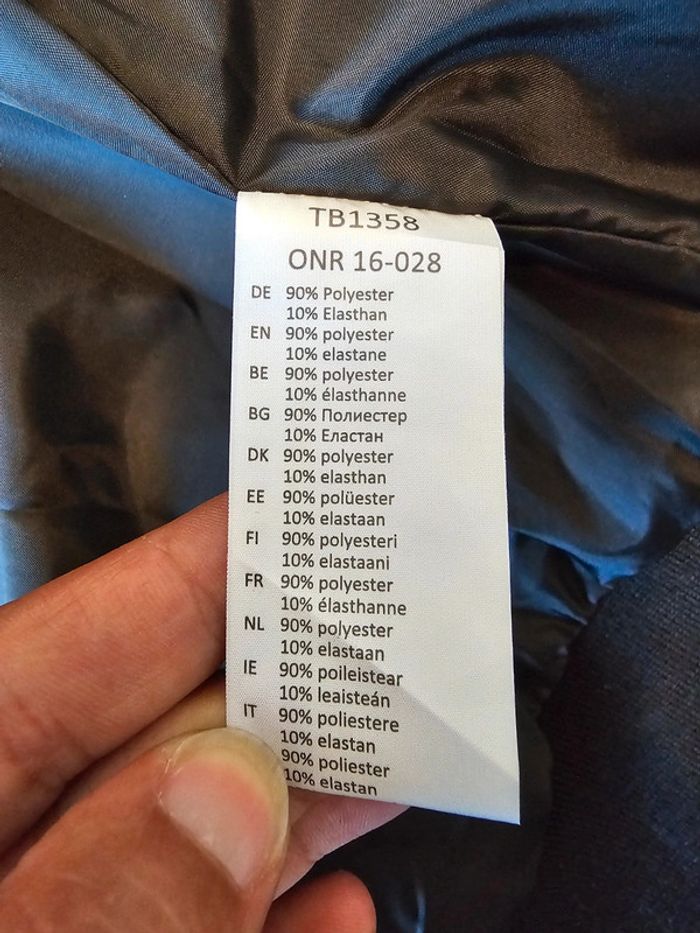 TB1358
ONR 16-028
DE 90% Polyester
10% Elasthan
EN 90% polyester
10% elastane
BE 90% polyester
10% élasthanne
BG 90% Полиестер
10% Еластан
DK 90% polyester
10% elasthan
EE 90% polüester
10% elastaan
FI 90% polyesteri
10% elastaani
FR 90% polyester
10% élasthanne
NL 90% polyester
10% elastaan
IE 90% poileistear
10% leaisteán
IT 90% poliestere
10% elastan
90% poliester
10% elastan